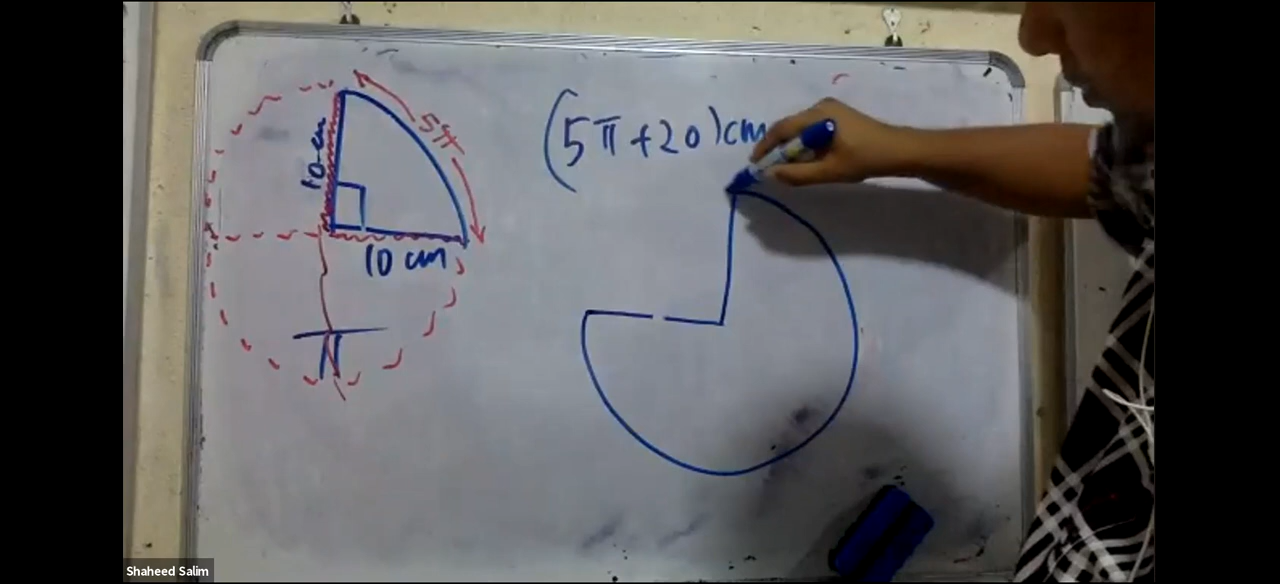 5π
10 cm
10 cm
(5π + 20) cm
π
Shaheed Salim